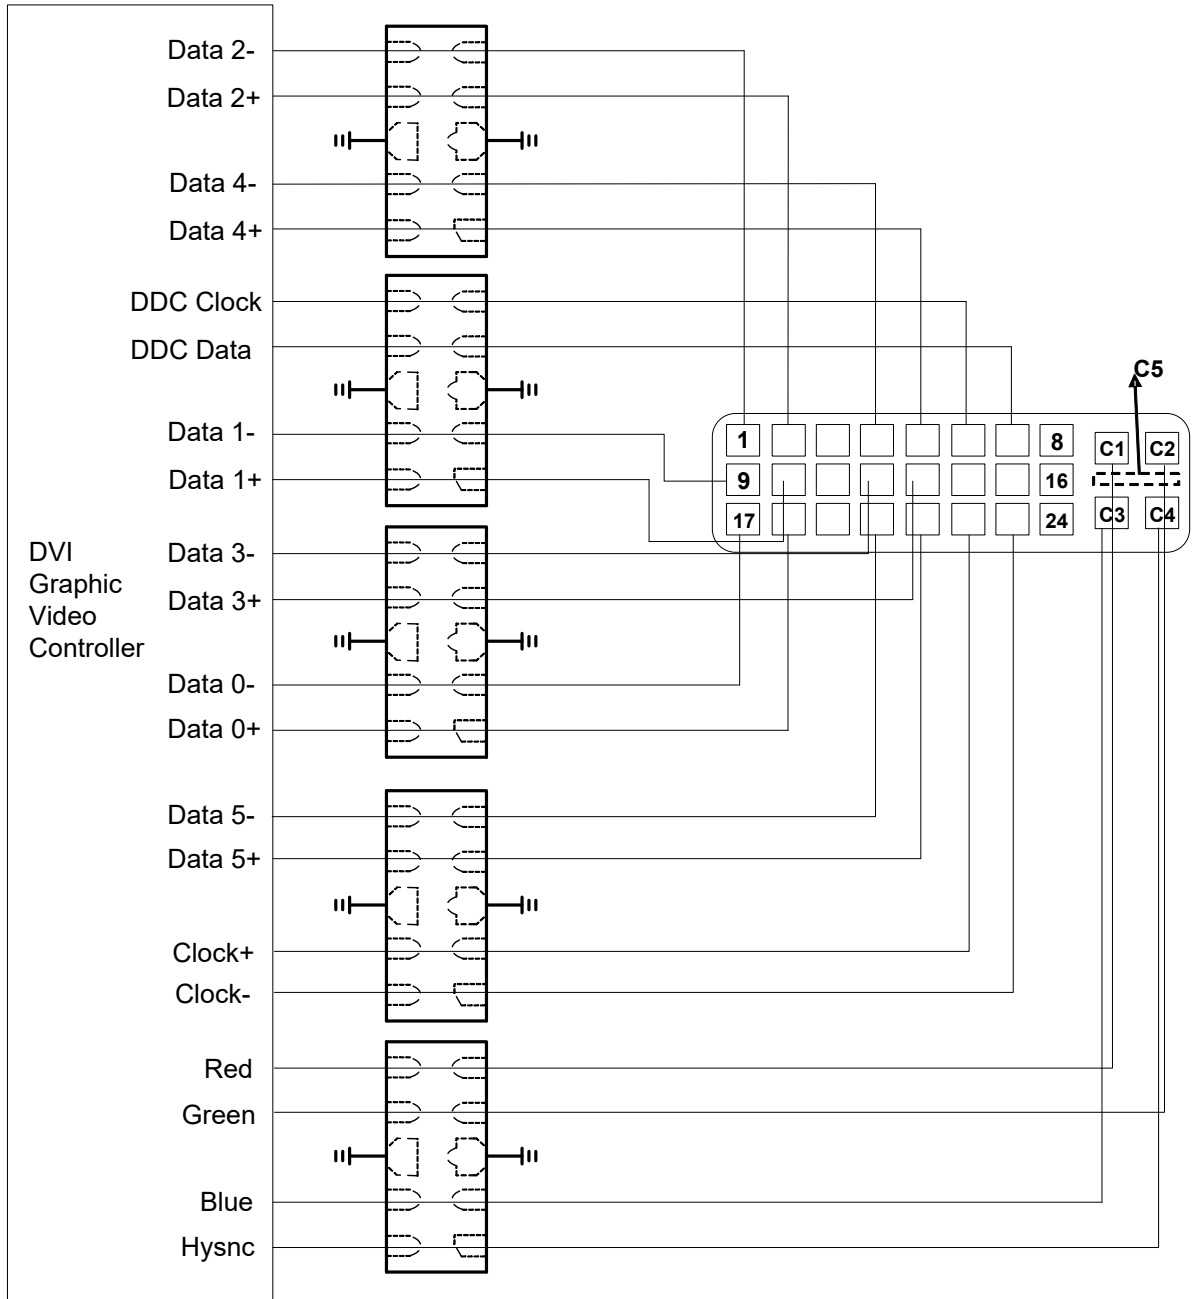 Data 2-
Data 2+
Data 4-
Data 4+
DDC Clock
DDC Data
C5
Data 1-
1
8
C1
C2
Data 1+
9
16
17
24
C3
C4
DVI
Graphic
Video
Controller
Data 3-
Data 3+
Data 0-
Data 0+
Data 5-
Data 5+
Clock+
Clock-
Red
Green
Blue
Hysnc